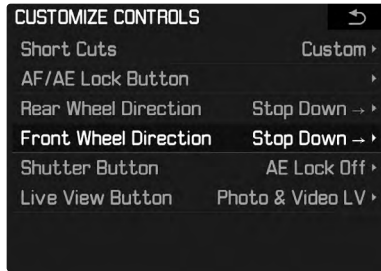 CUSTOMIZE CONTROLS
Short Cuts Custom
AF/AE Lock Button
Rear Wheel Direction Stop Down →
Front Wheel Direction Stop Down →
Shutter Button AE Lock Off
Live View Button Photo & Video LV